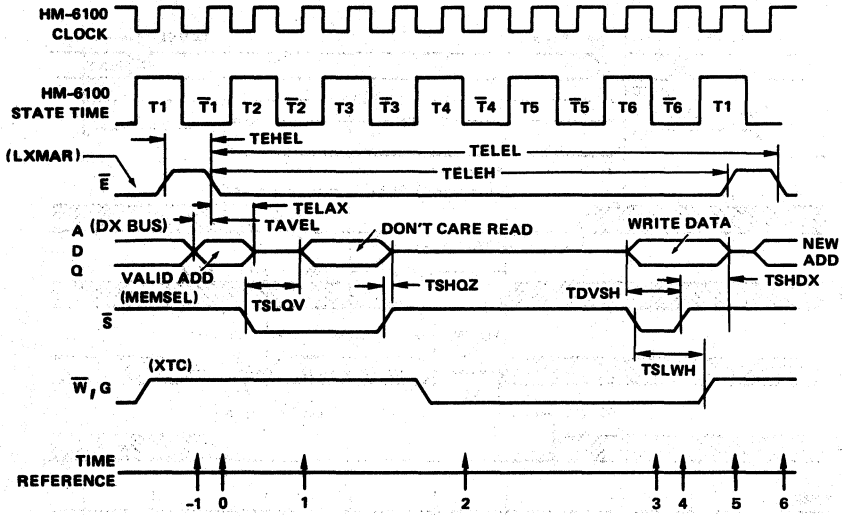 HM-6100
CLOCK
HM-6100
STATE TIME
T1 T̅1 T2 T̅2 T3 T̅3 T4 T̅4 T5 T̅5 T6 T̅6 T1
TEHEL
TELEL
(LXMAR)
E̅
TELEH
TELAX
A (DX BUS) TAVEL
D
Q
DON'T CARE READ
WRITE DATA
NEW
ADD
VALID ADD
(MEMSEL)
TSLQV
TSHQZ
TDVSH
TSHDX
S̅
TSLWH
(XTC)
W̅, G
TIME
REFERENCE
-1 0 1 2 3 4 5 6